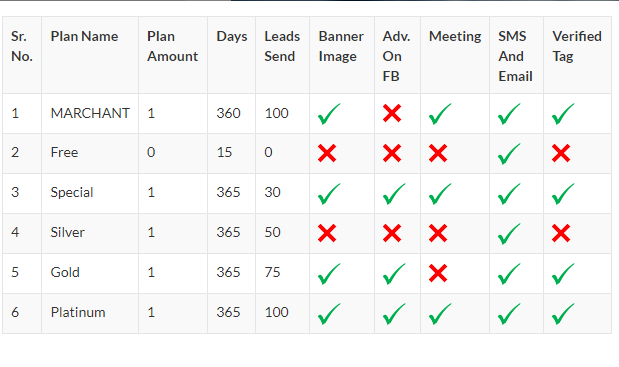 Sr. No. Plan Name Plan Amount Days Leads Send Banner Image Adv. On FB Meeting SMS And Email Verified Tag
1 MARCHANT 1 360 100
2 Free 0 15 0
3 Special 1 365 30
4 Silver 1 365 50
5 Gold 1 365 75
6 Platinum 1 365 100